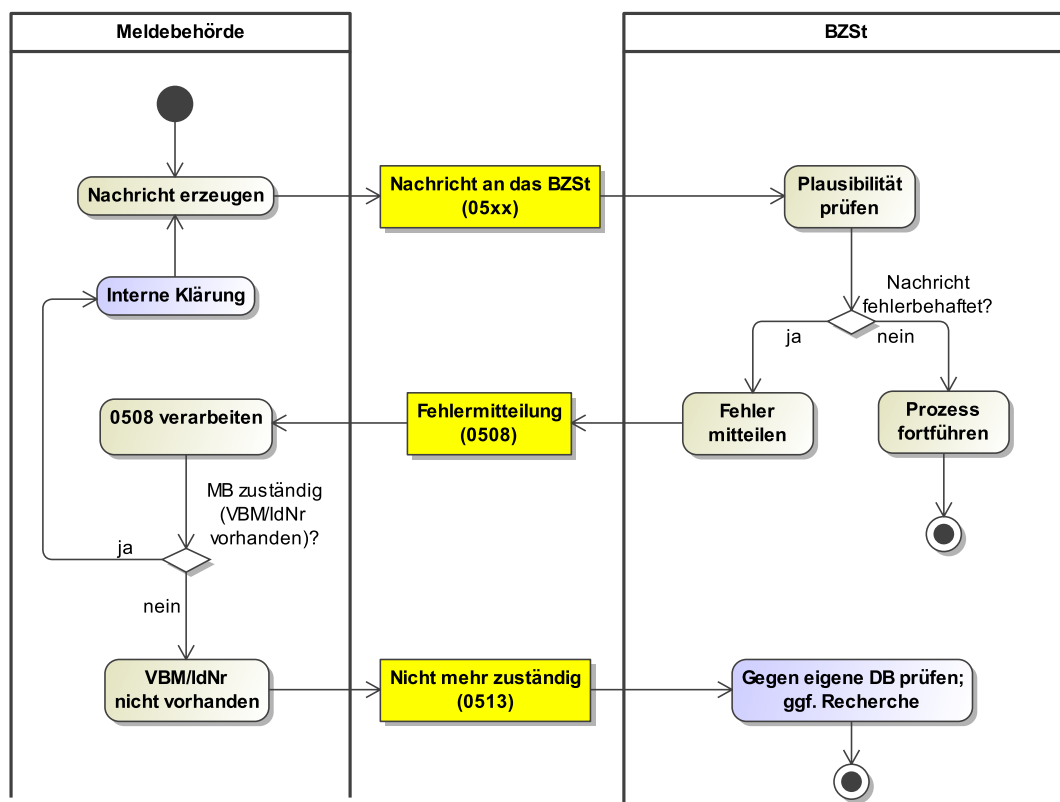 Meldebehörde
BZSt
Nachricht erzeugen
Nachricht an das BZSt
(05xx)
Plausibilität
prüfen
Interne Klärung
Nachricht
fehlerbehaftet?
ja
nein
0508 verarbeiten
Fehlermitteilung
(0508)
Fehler
mitteilen
Prozess
fortführen
MB zuständig
(VBM/IdNr
vorhanden)?
ja
nein
VBM/IdNr
nicht vorhanden
Nicht mehr zuständig
(0513)
Gegen eigene DB prüfen;
ggf. Recherche